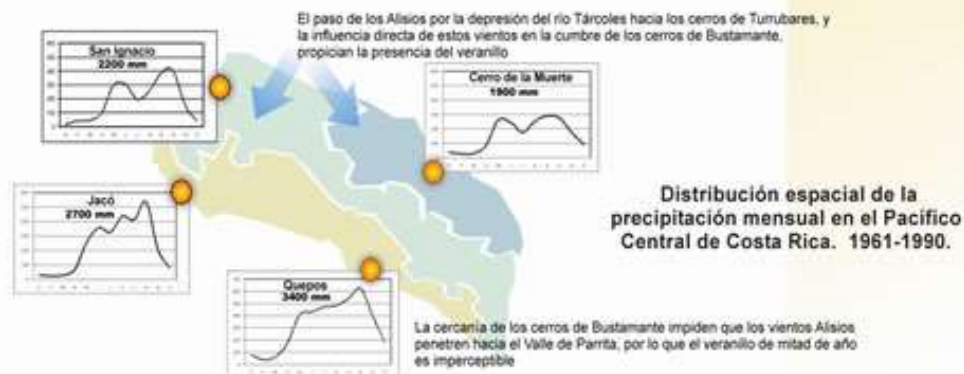 El paso de los Alisios por la depresión del río Tárcoles hacia los cerros de Turrubares, y
la influencia directa de estos vientos en la cumbre de los cerros de Bustamante,
propician la presencia del veranillo
San Ignacio
2200 mm
Cerro de la Muerte
1900 mm
Jacó
2700 mm
Distribución espacial de la
precipitación mensual en el Pacífico
Central de Costa Rica. 1961-1990.
Quepos
3400 mm
La cercanía de los cerros de Bustamante impiden que los vientos Alisios
penetren hacia el Valle de Parrita, por lo que el veranillo de mitad de año
es imperceptible